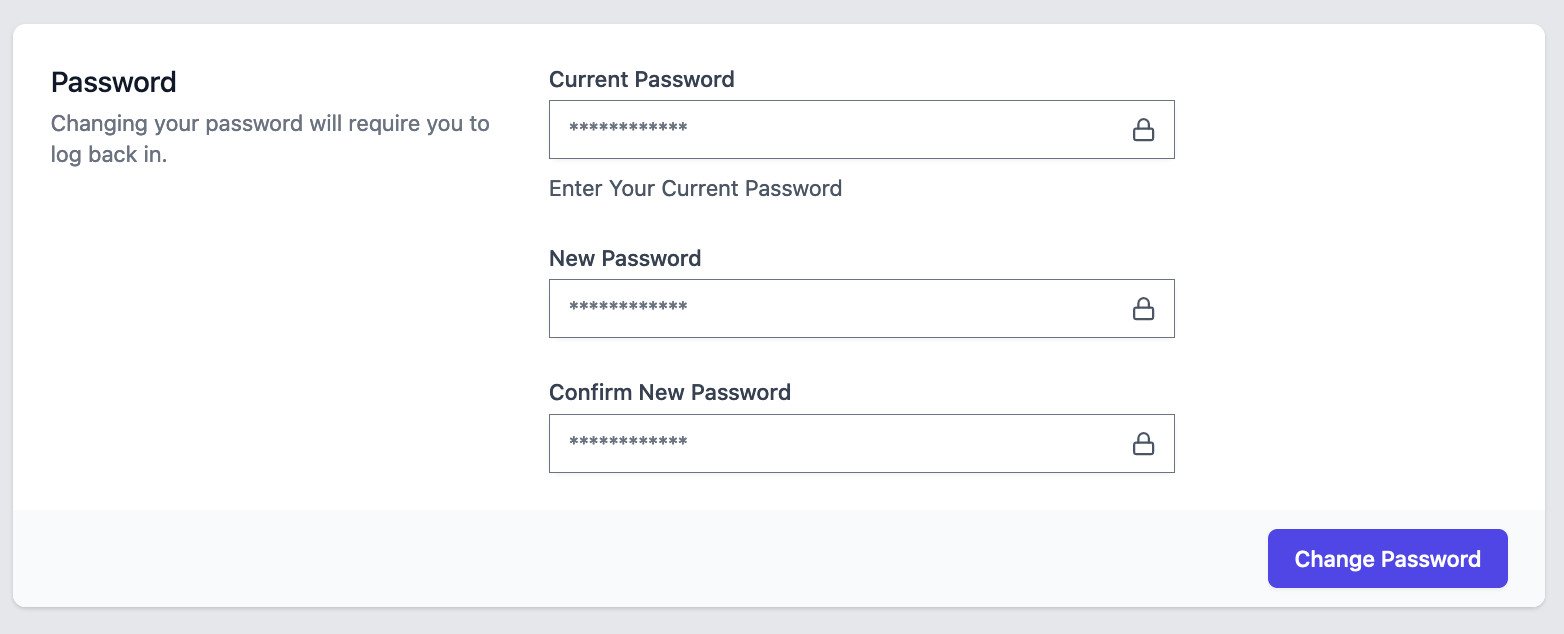 Password
Changing your password will require you to
log back in.
Current Password
************
Enter Your Current Password
New Password
************
Confirm New Password
************
Change Password